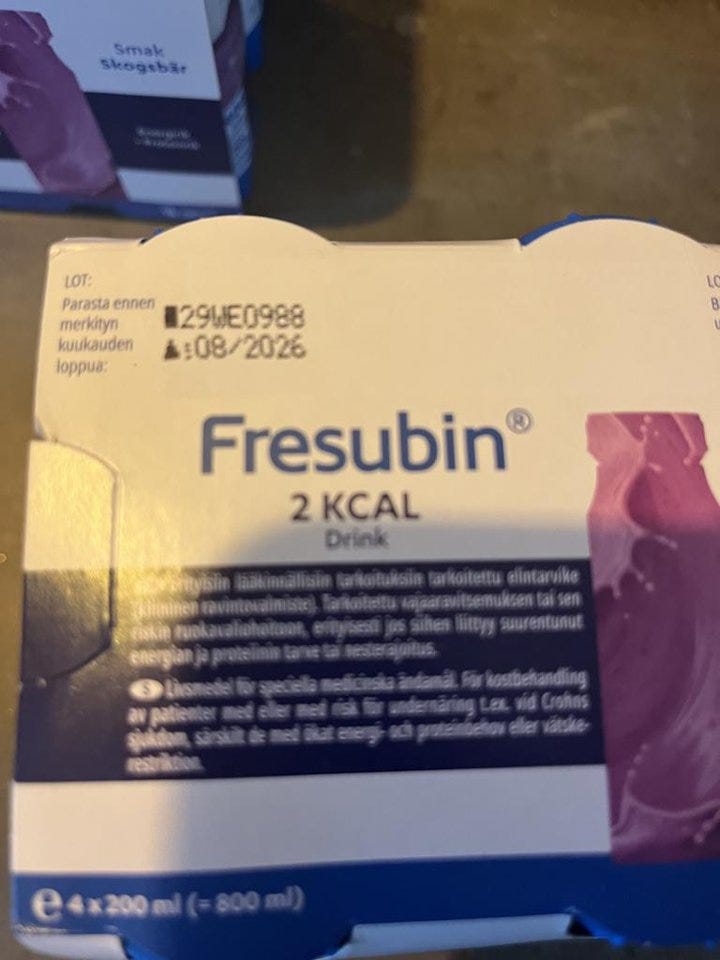 Smak
Skogsbär
LOT:
Parasta ennen
merkityn
kuukauden
loppua:
29WE0988
08/2026
Fresubin®
2 KCAL
Drink
lääkinnällisiin tarkoituksiin tarkoitettu elintarvike
(kliininen ravintovalmiste). Tarkoitettu vajaaravitsemuksen tai sen
riskin ruokavaliohoitoon, erityisesti jos siihen liittyy suurentunut
energian ja proteiinin tarve tai nesterajoitus.
S Livsmedel för speciella medicinska ändamål. För kostbehandling
av patienter med eller med risk för undernäring t.ex. vid Crohns
sjukdom, särskilt de med ökat energi- och proteinbehov eller vätske-
restriktion.
e 4 x 200 ml (= 800 ml)